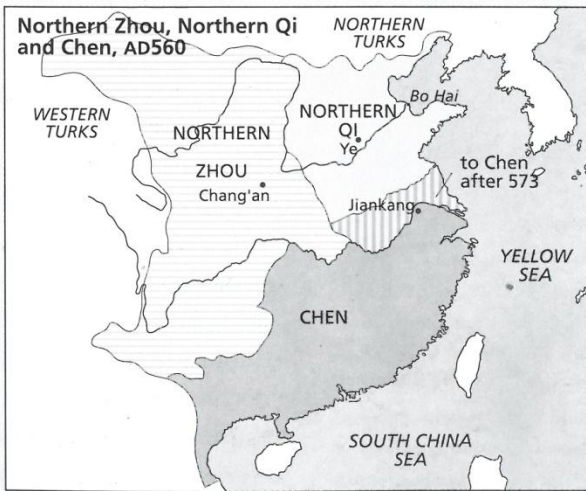 Northern Zhou, Northern Qi
and Chen, AD560
NORTHERN
TURKS
WESTERN
TURKS
Bo Hai
NORTHERN
QI
Ye
NORTHERN
ZHOU
Chang'an
to Chen
after 573
Jiankang
YELLOW
SEA
CHEN
SOUTH CHINA
SEA